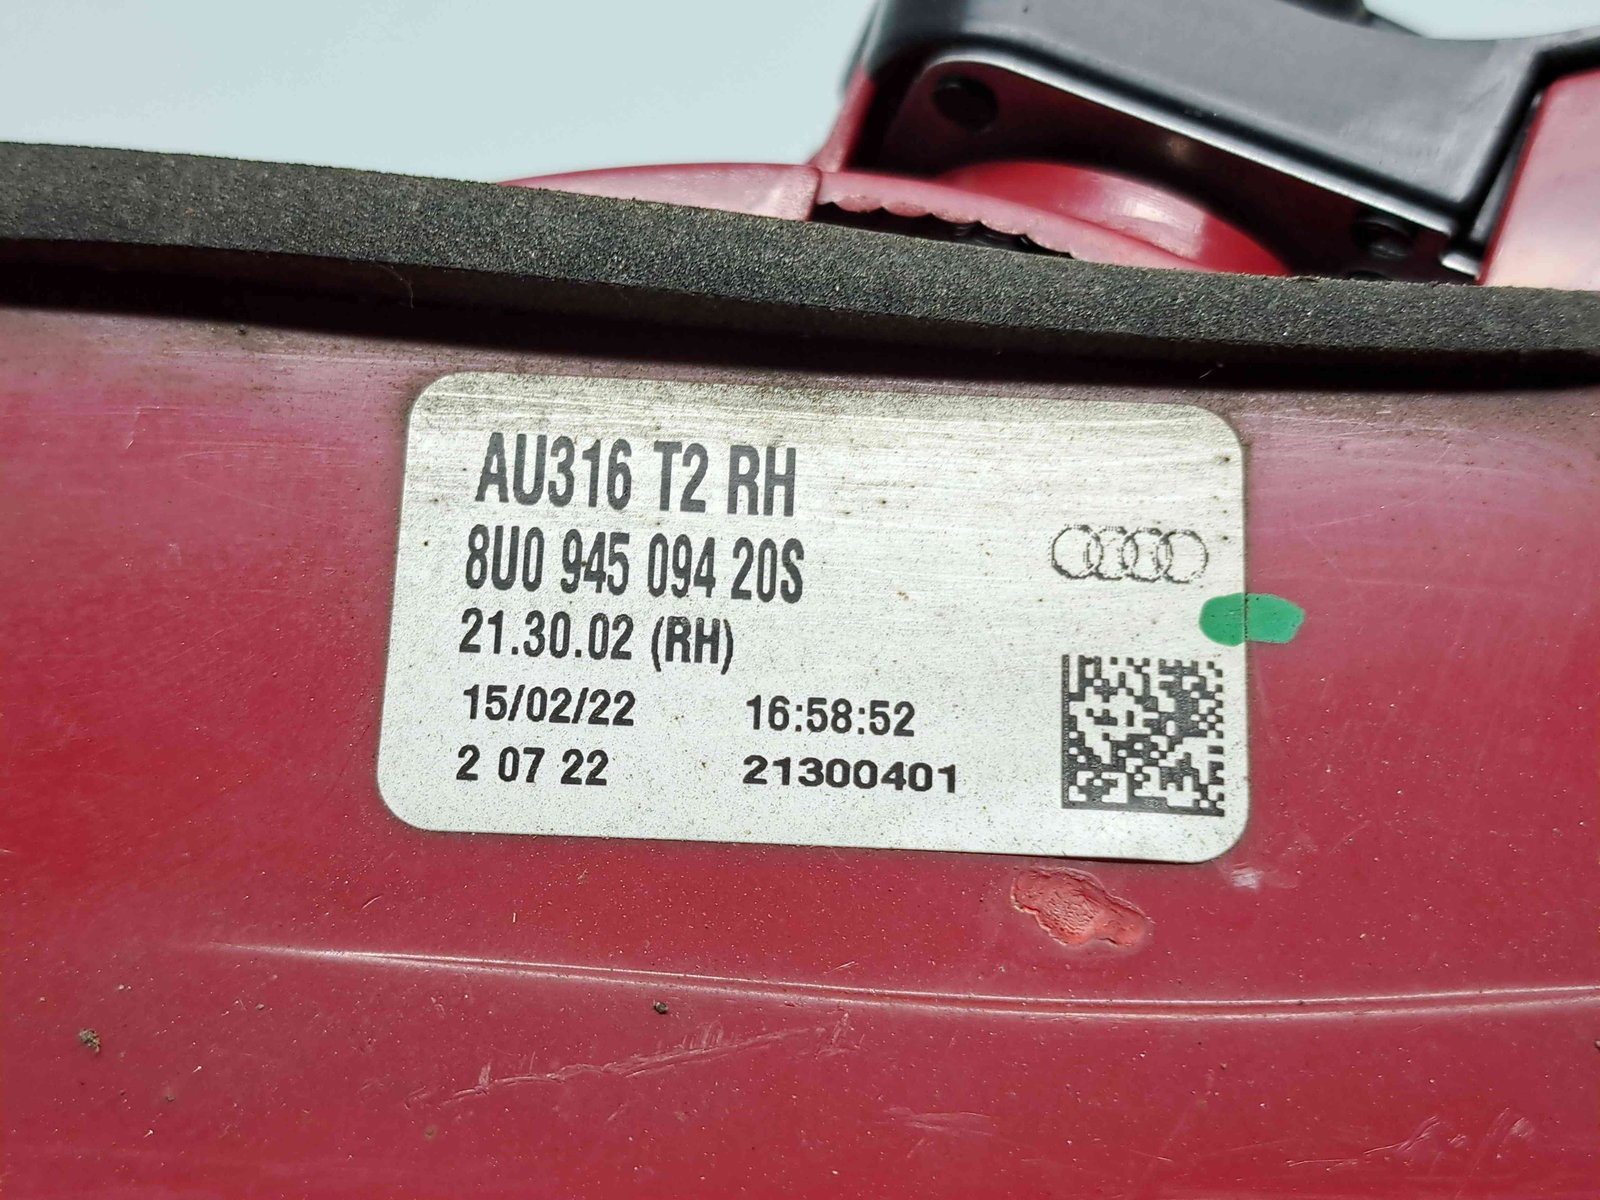 AU316 T2 RH
8U0 945 094 20S
21.30.02 (RH)
15/02/22 16:58:52
2 07 22 21300401